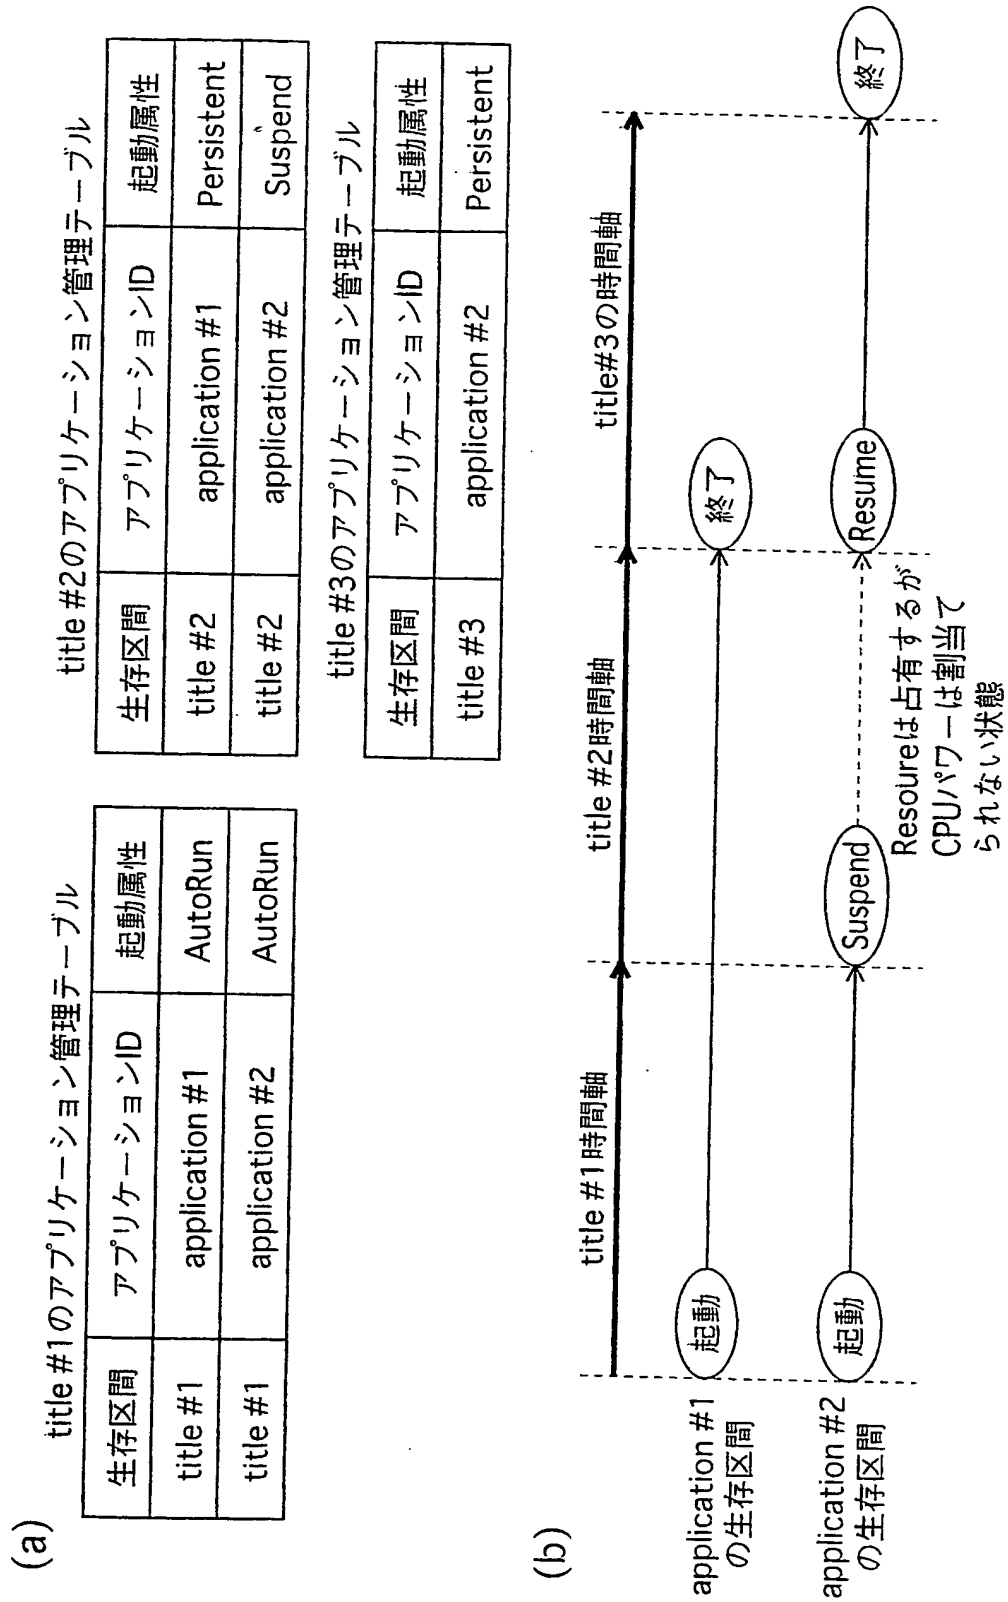 (a)
title #1のアプリケーション管理テーブル
生存区間 アプリケーションID 起動属性
title #1 application #1 AutoRun
title #1 application #2 AutoRun
title #2のアプリケーション管理テーブル
生存区間 アプリケーションID 起動属性
title #2 application #1 Persistent
title #2 application #2 Suspend
title #3のアプリケーション管理テーブル
生存区間 アプリケーションID 起動属性
title #3 application #2 Persistent
(b)
title #1時間軸 title #2時間軸 title#3の時間軸
application #1
の生存区間
起動 終了
application #2
の生存区間
起動 Suspend Resume 終了
Resoureは占有するが
CPUパワーは割当て
られない状態